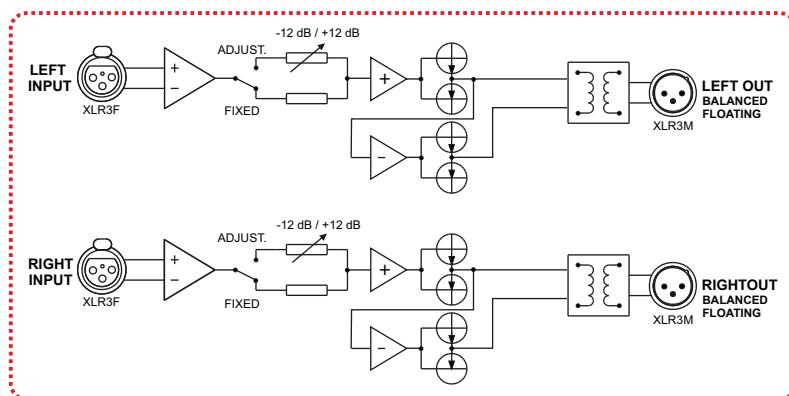 -12 dB / +12 dB
ADJUST.
LEFT
INPUT
+
−
+
LEFT OUT
BALANCED
FLOATING
XLR3F
FIXED
XLR3M
−
-12 dB / +12 dB
ADJUST.
RIGHT
INPUT
+
−
+
RIGHTOUT
BALANCED
FLOATING
XLR3F
FIXED
XLR3M
−